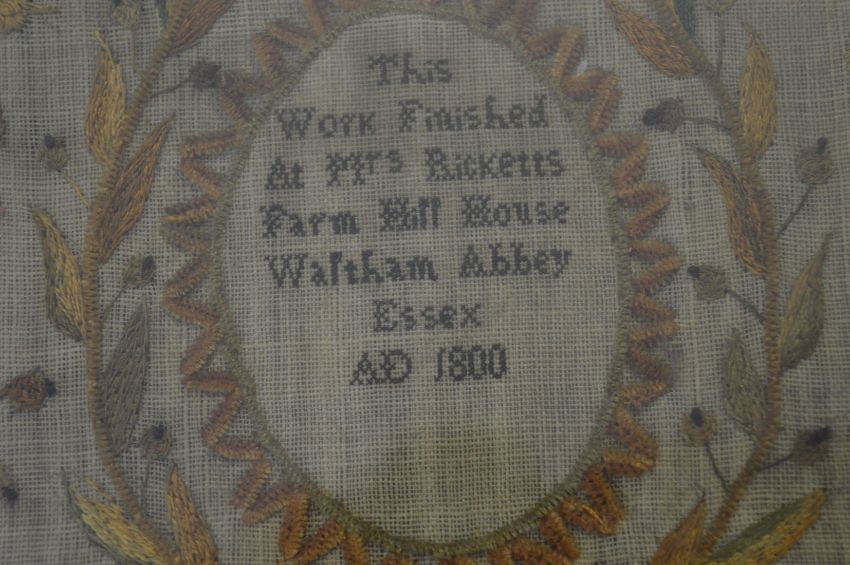 This
Work Finished
At Mrs Ricketts
Farm Hill House
Waltham Abbey
Essex
AD 1800